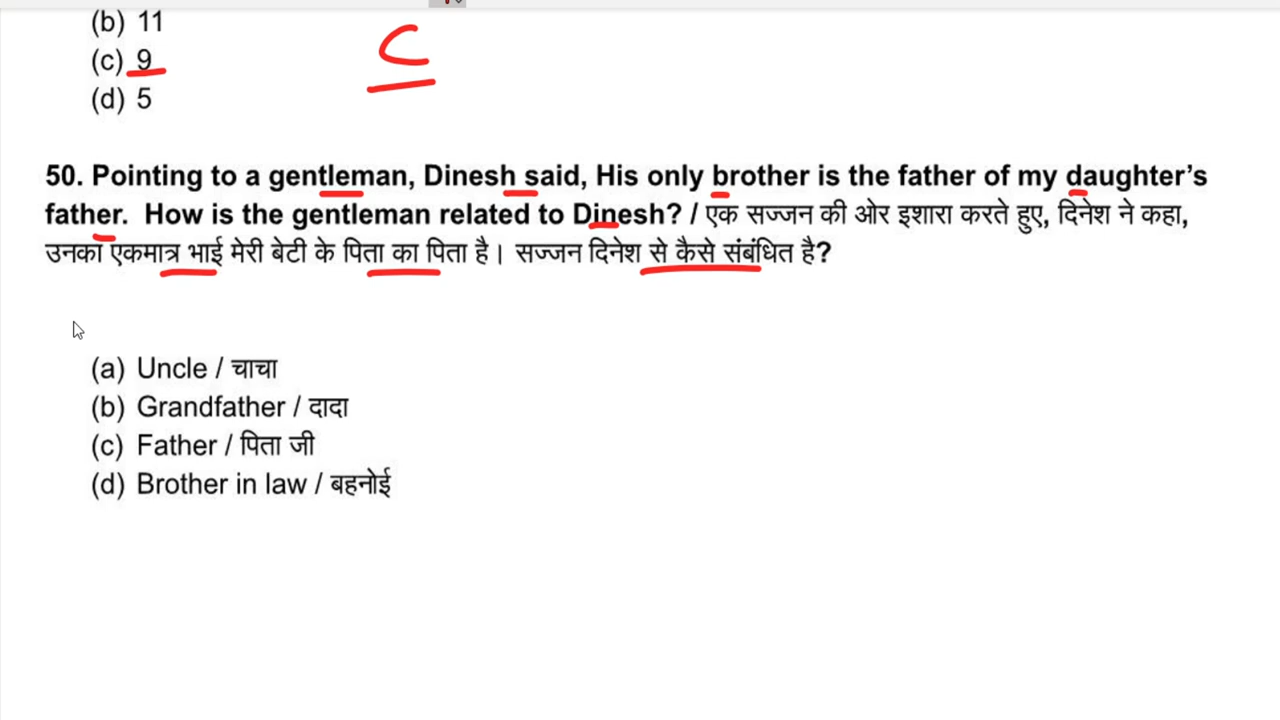 (b) 11
(c) 9
C
(d) 5
50. Pointing to a gentleman, Dinesh said, His only brother is the father of my daughter’s
father. How is the gentleman related to Dinesh? / एक सज्जन की ओर इशारा करते हुए, दिनेश ने कहा,
उनका एकमात्र भाई मेरी बेटी के पिता का पिता है। सज्जन दिनेश से कैसे संबंधित है?
(a) Uncle / चाचा
(b) Grandfather / दादा
(c) Father / पिता जी
(d) Brother in law / बहनोई